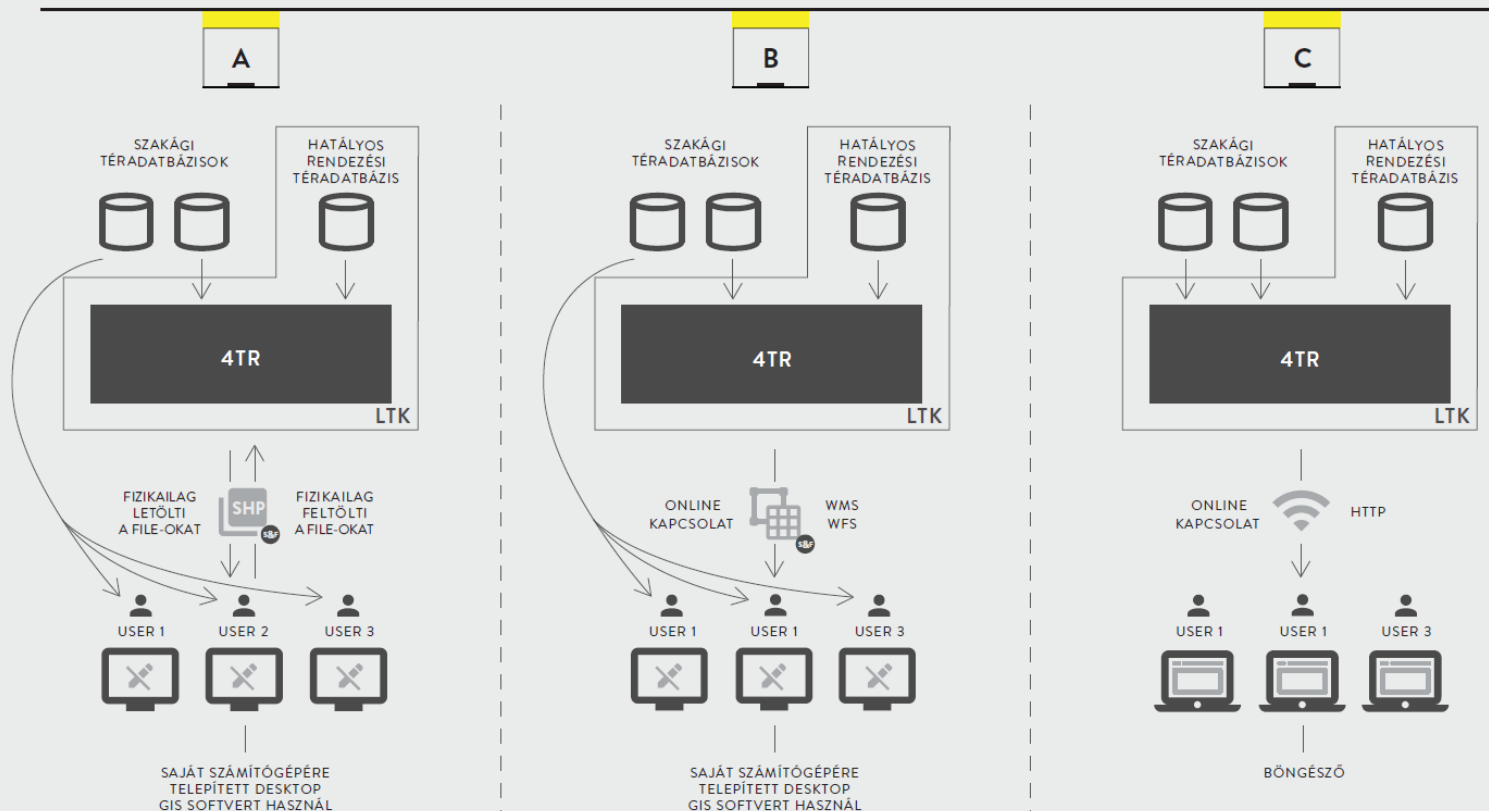 A
SZAKÁGI
TÉRADATBÁZISOK
HATÁLYOS
RENDEZÉSI
TÉRADATBÁZIS
4TR
LTK
FIZIKAILAG
LETÖLTI
A FILE-OKAT
SHP
S&F
FIZIKAILAG
FELTÖLTI
A FILE-OKAT
USER 1
USER 2
USER 3
SAJÁT SZÁMÍTÓGÉPÉRE
TELEPÍTETT DESKTOP
GIS SOFTVERT HASZNÁL
B
SZAKÁGI
TÉRADATBÁZISOK
HATÁLYOS
RENDEZÉSI
TÉRADATBÁZIS
4TR
LTK
ONLINE
KAPCSOLAT
S&F
WMS
WFS
USER 1
USER 1
USER 3
SAJÁT SZÁMÍTÓGÉPÉRE
TELEPÍTETT DESKTOP
GIS SOFTVERT HASZNÁL
C
SZAKÁGI
TÉRADATBÁZISOK
HATÁLYOS
RENDEZÉSI
TÉRADATBÁZIS
4TR
LTK
ONLINE
KAPCSOLAT
HTTP
USER 1
USER 1
USER 3
BÖNGÉSZŐ